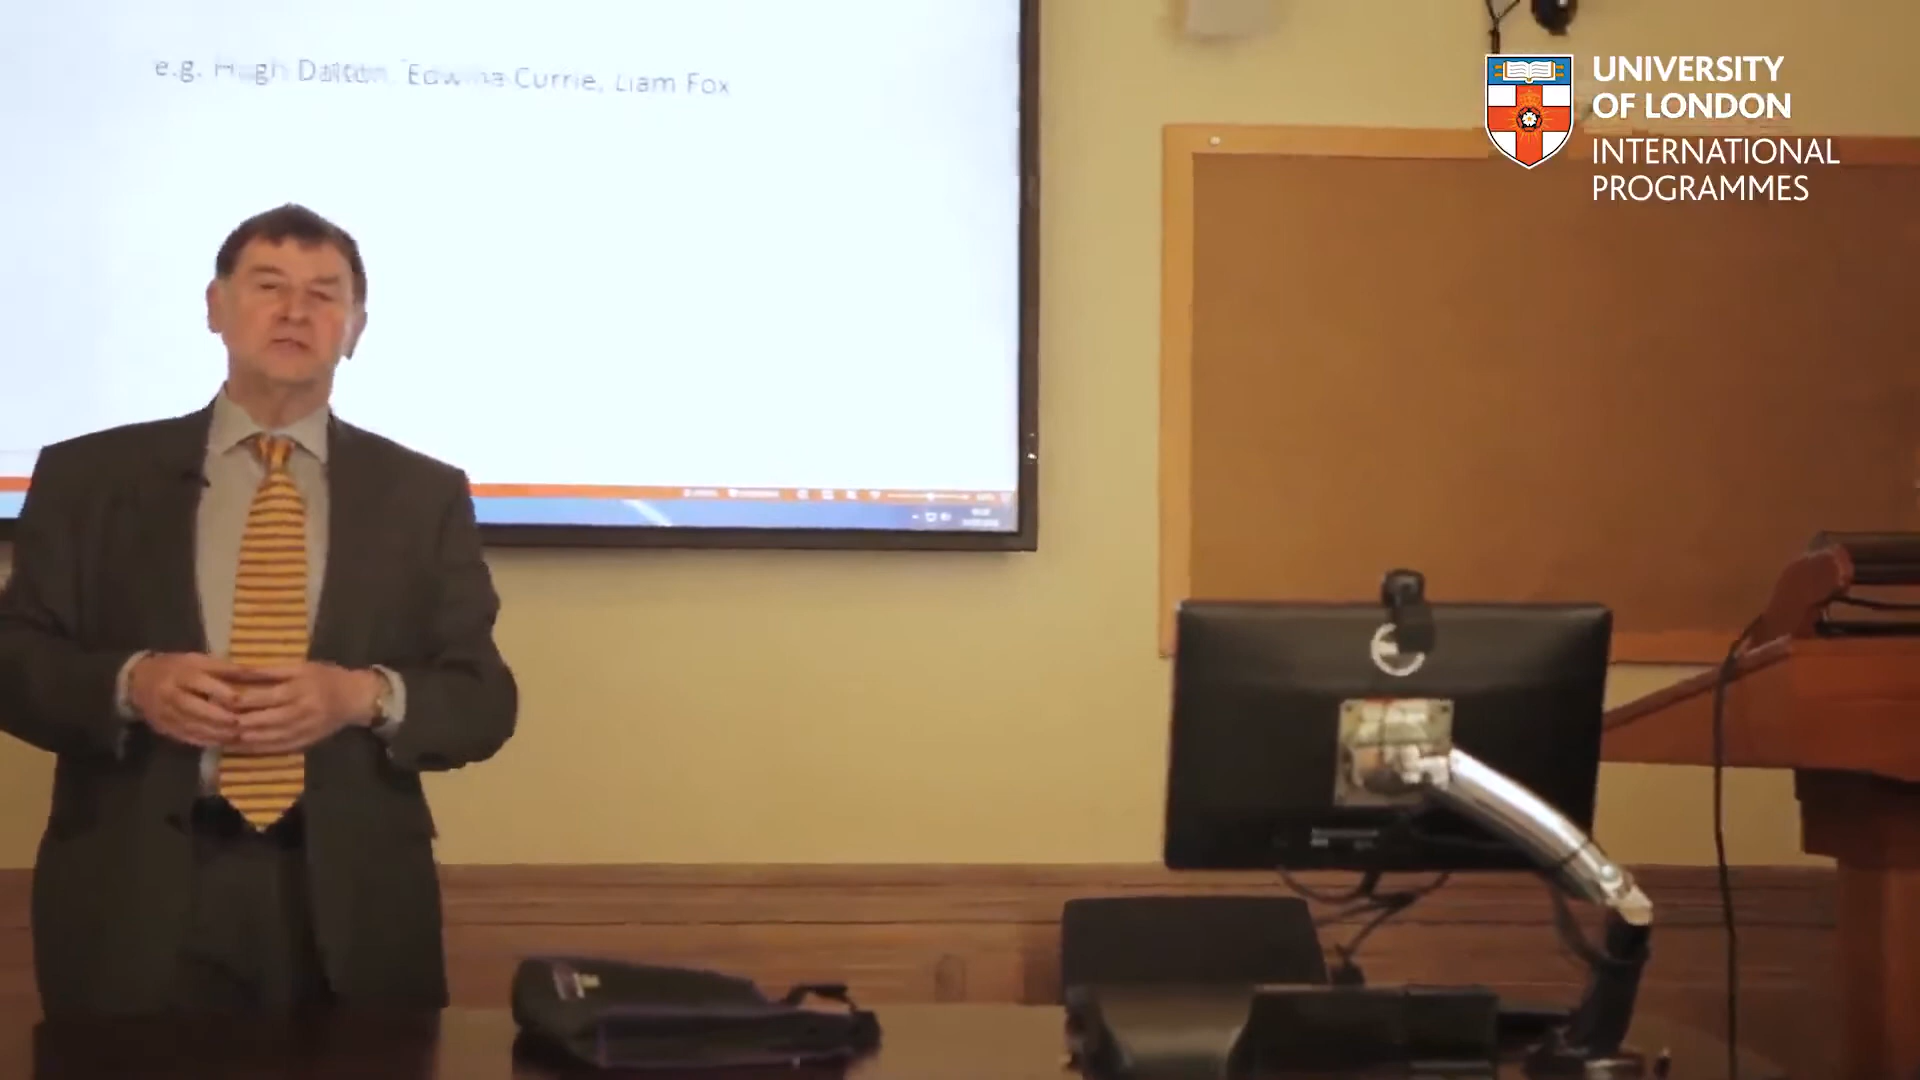 e.g. Hugh Dalton, Edwina Currie, Liam Fox
UNIVERSITY
OF LONDON
INTERNATIONAL
PROGRAMMES